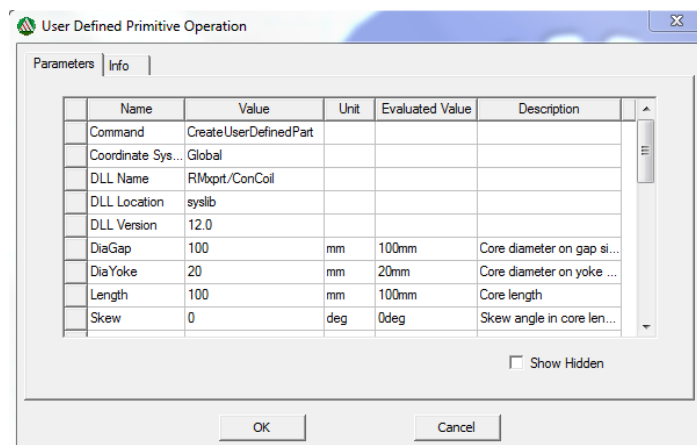 User Defined Primitive Operation
Parameters Info
Name Value Unit Evaluated Value Description
Command CreateUserDefinedPart
Coordinate Sys... Global
DLL Name RMxprt/ConCoil
DLL Location syslib
DLL Version 12.0
DiaGap 100 mm 100mm Core diameter on gap si...
DiaYoke 20 mm 20mm Core diameter on yoke ...
Length 100 mm 100mm Core length
Skew 0 deg 0deg Skew angle in core len...
Show Hidden
OK Cancel